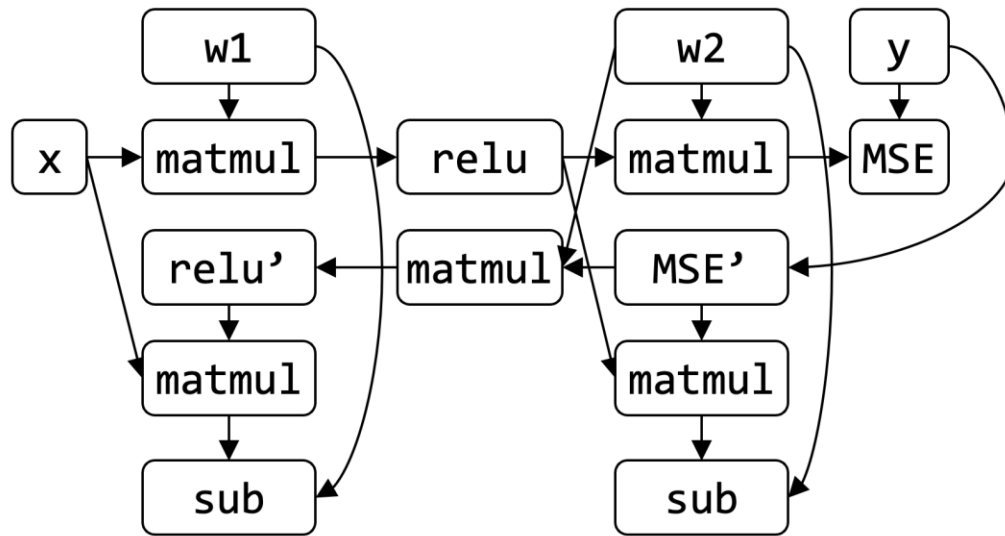 w1
w2
y
x
matmul
relu
matmul
MSE
relu’
matmul
MSE’
matmul
matmul
sub
sub